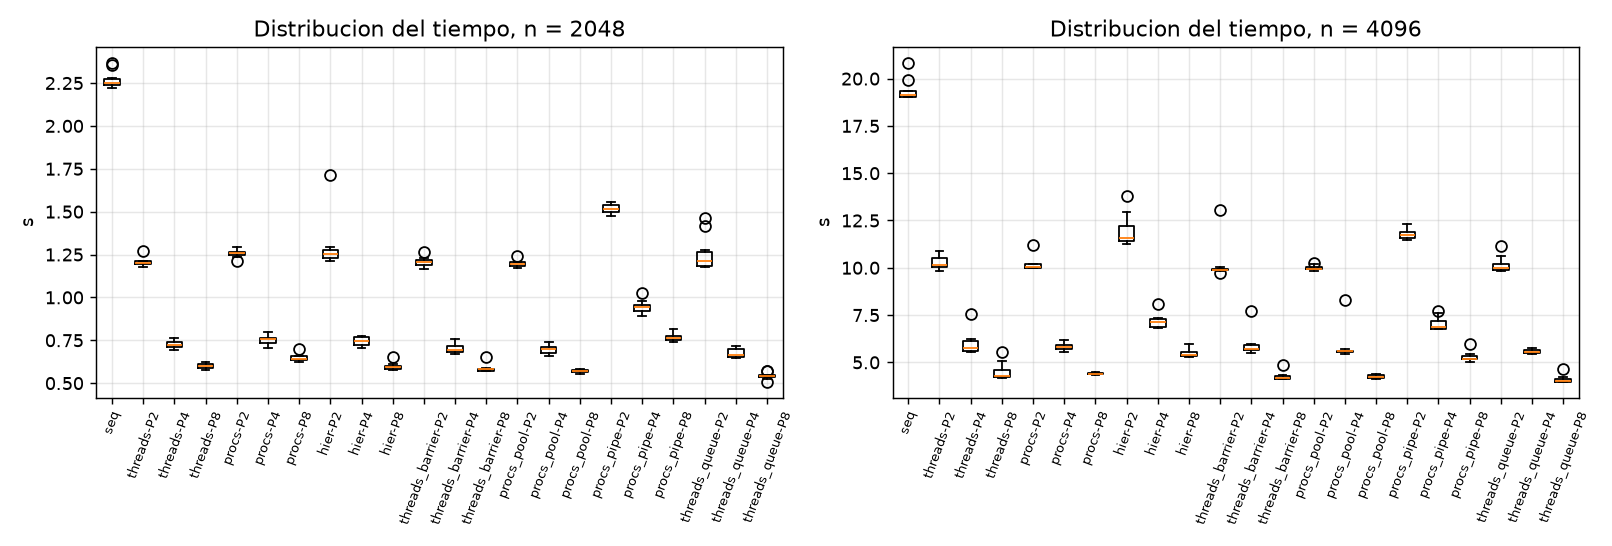 Distribucion del tiempo, n = 2048
s
2.25
2.00
1.75
1.50
1.25
1.00
0.75
0.50
seq
threads-P2
threads-P4
threads-P8
procs-P2
procs-P4
procs-P8
hier-P2
hier-P4
hier-P8
threads_barrier-P2
threads_barrier-P4
threads_barrier-P8
procs_pool-P2
procs_pool-P4
procs_pool-P8
procs_pipe-P2
procs_pipe-P4
procs_pipe-P8
threads_queue-P2
threads_queue-P4
threads_queue-P8
Distribucion del tiempo, n = 4096
s
20.0
17.5
15.0
12.5
10.0
7.5
5.0
seq
threads-P2
threads-P4
threads-P8
procs-P2
procs-P4
procs-P8
hier-P2
hier-P4
hier-P8
threads_barrier-P2
threads_barrier-P4
threads_barrier-P8
procs_pool-P2
procs_pool-P4
procs_pool-P8
procs_pipe-P2
procs_pipe-P4
procs_pipe-P8
threads_queue-P2
threads_queue-P4
threads_queue-P8